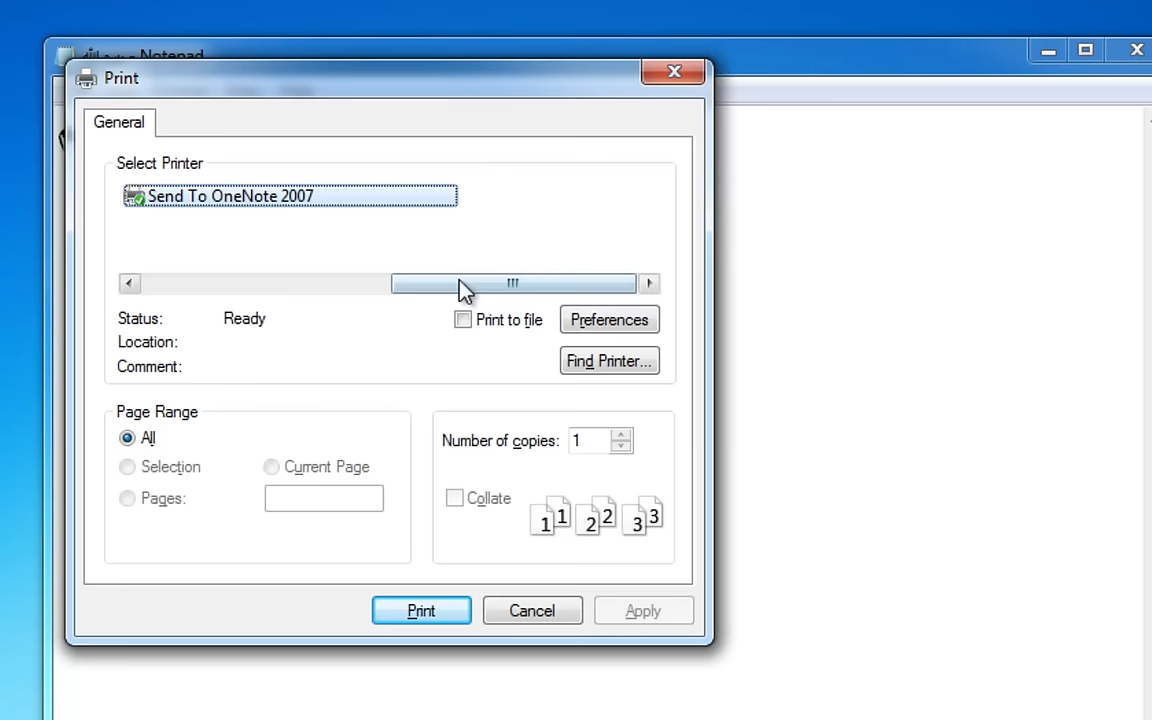 Notepad
Print
General
Select Printer
Send To OneNote 2007
Status: Ready
Print to file
Preferences
Location:
Comment:
Find Printer...
Page Range
All
Selection
Current Page
Pages:
Number of copies: 1
Collate
1 1 2 2 3 3
Print
Cancel
Apply